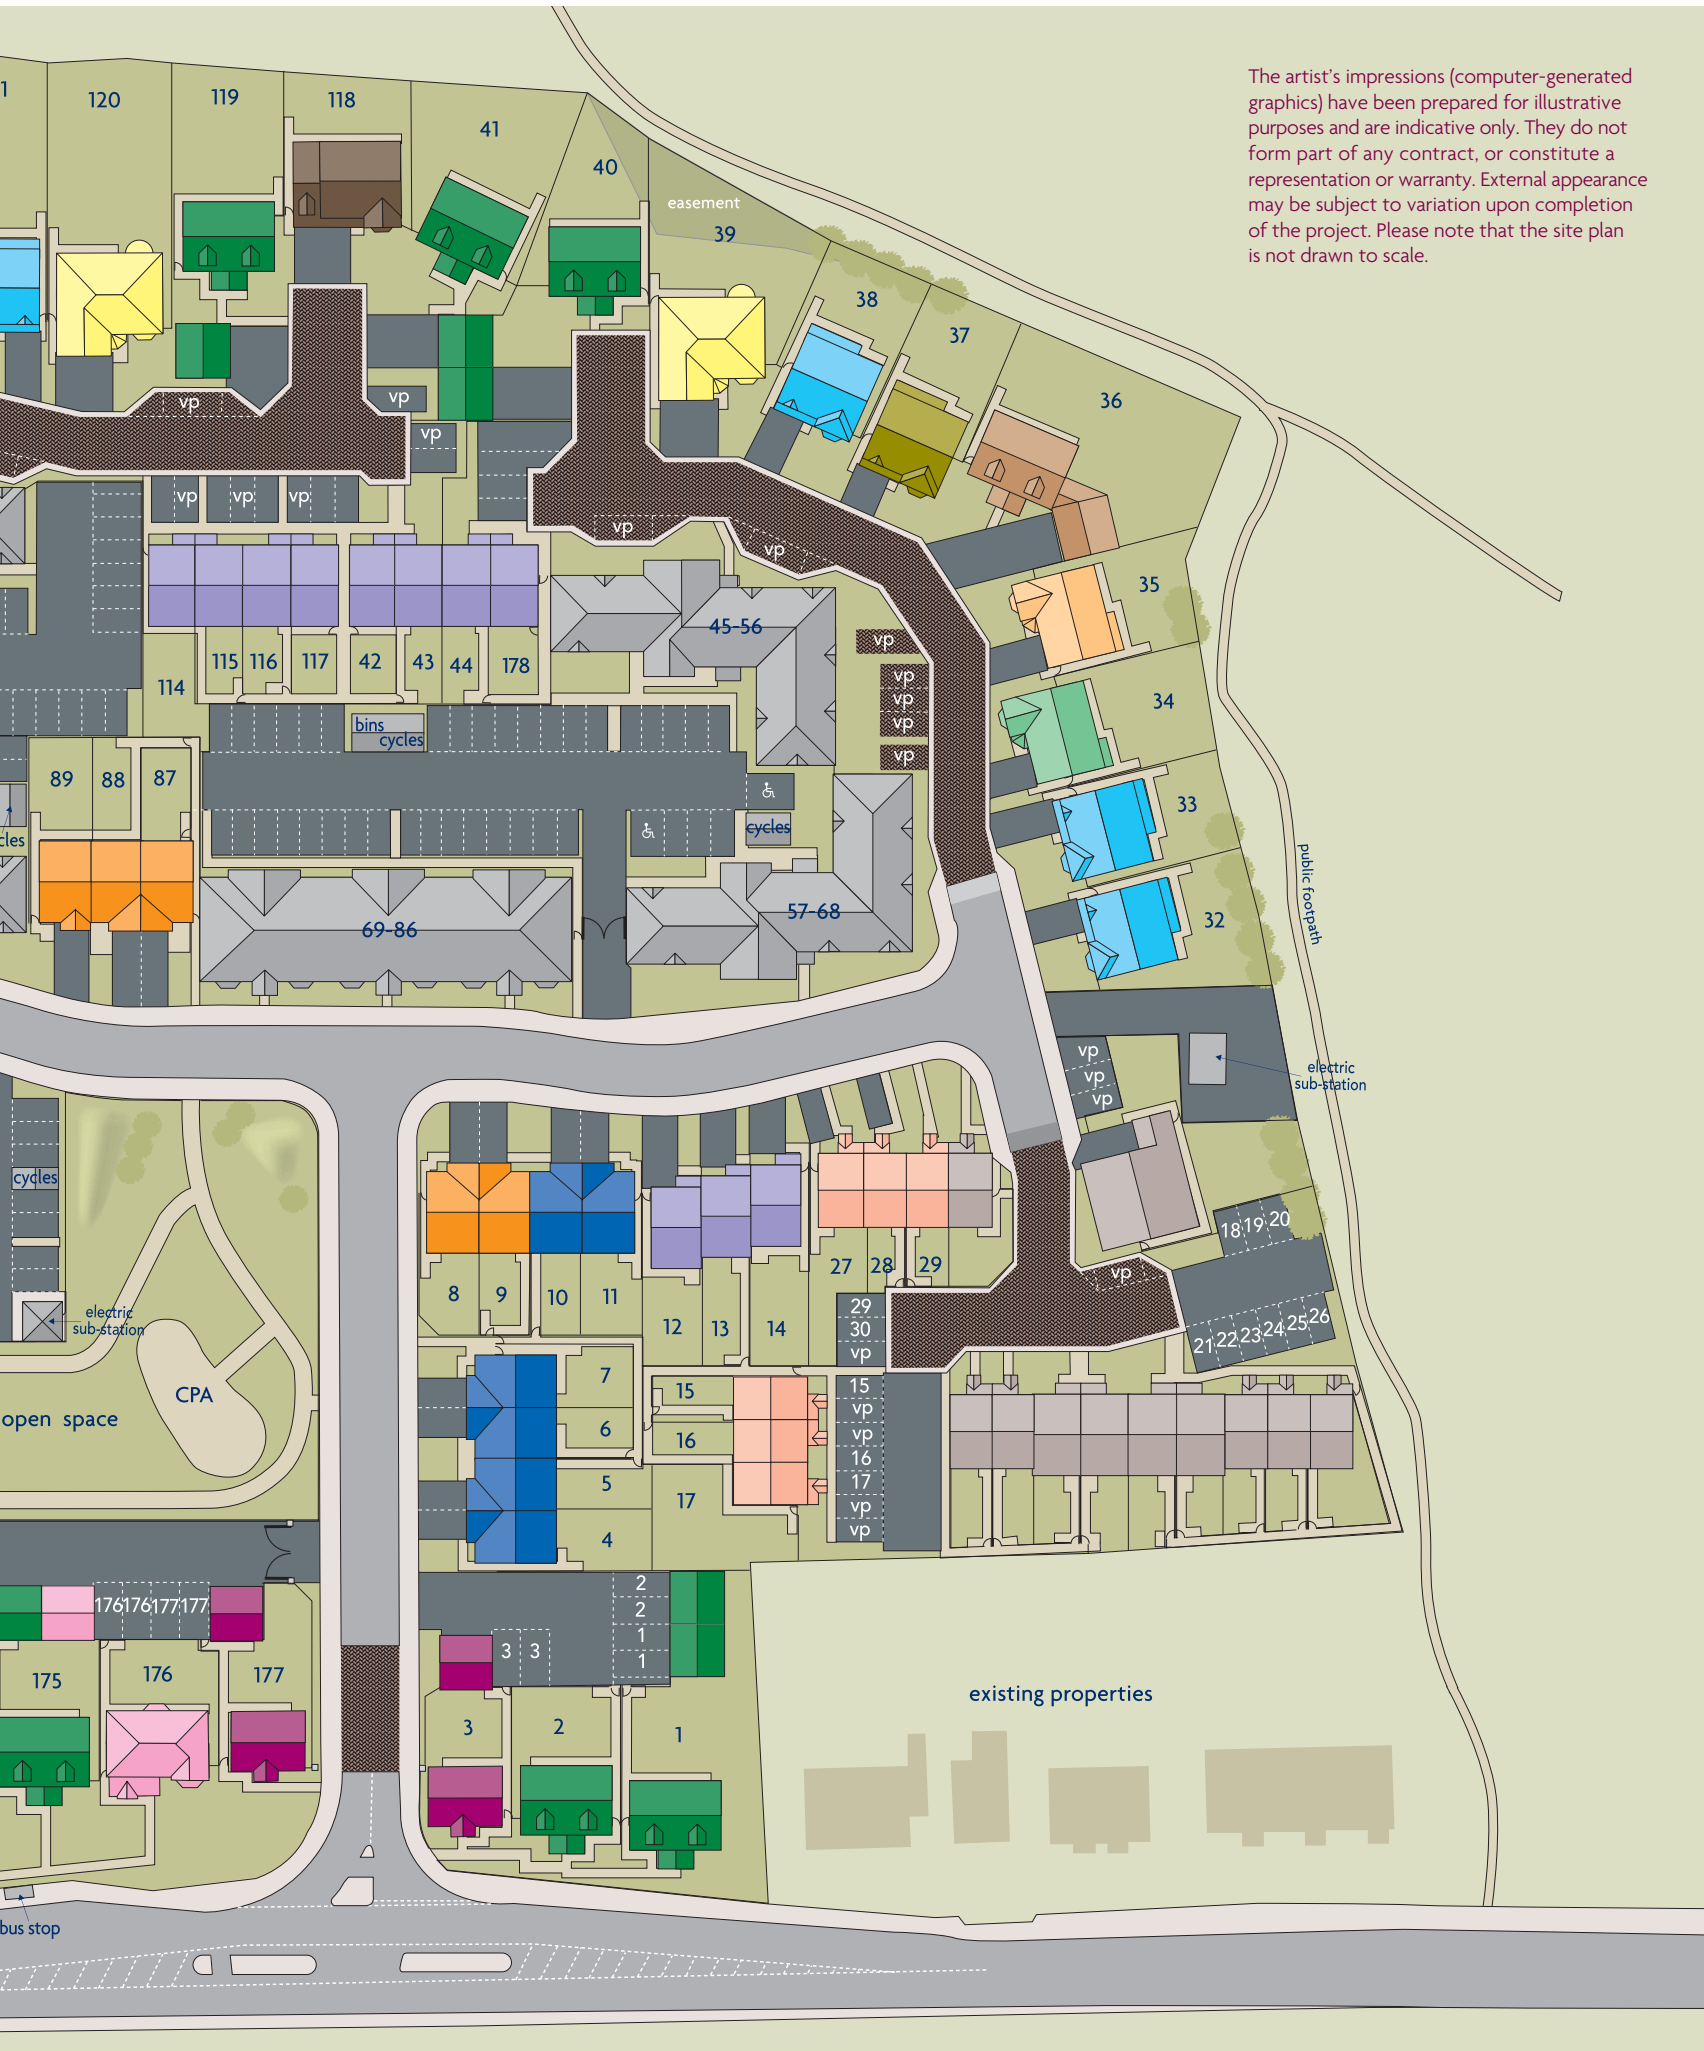 The artist's impressions (computer-generated
graphics) have been prepared for illustrative
purposes and are indicative only. They do not
form part of any contract, or constitute a
representation or warranty. External appearance
may be subject to variation upon completion
of the project. Please note that the site plan
is not drawn to scale.
1
120
119
118
41
40
easement
39
38
37
36
vp
vp
vp
vp
vp
vp
vp
vp
35
45-56
vp
115
116
117
42
43
44
178
114
vp
vp
vp
vp
34
bins
cycles
89
88
87
33
cles
cycles
69-86
57-68
32
public footpath
vp
vp
vp
electric
sub-station
cycles
18
19
20
27
28
29
vp
8
9
10
11
electric
sub-station
12
13
14
29
30
vp
21
22
23
24
25
26
CPA
open space
7
6
5
4
15
16
17
15
vp
vp
16
17
vp
vp
176
176
177
177
2
2
1
1
3
3
175
176
177
3
2
1
existing properties
bus stop